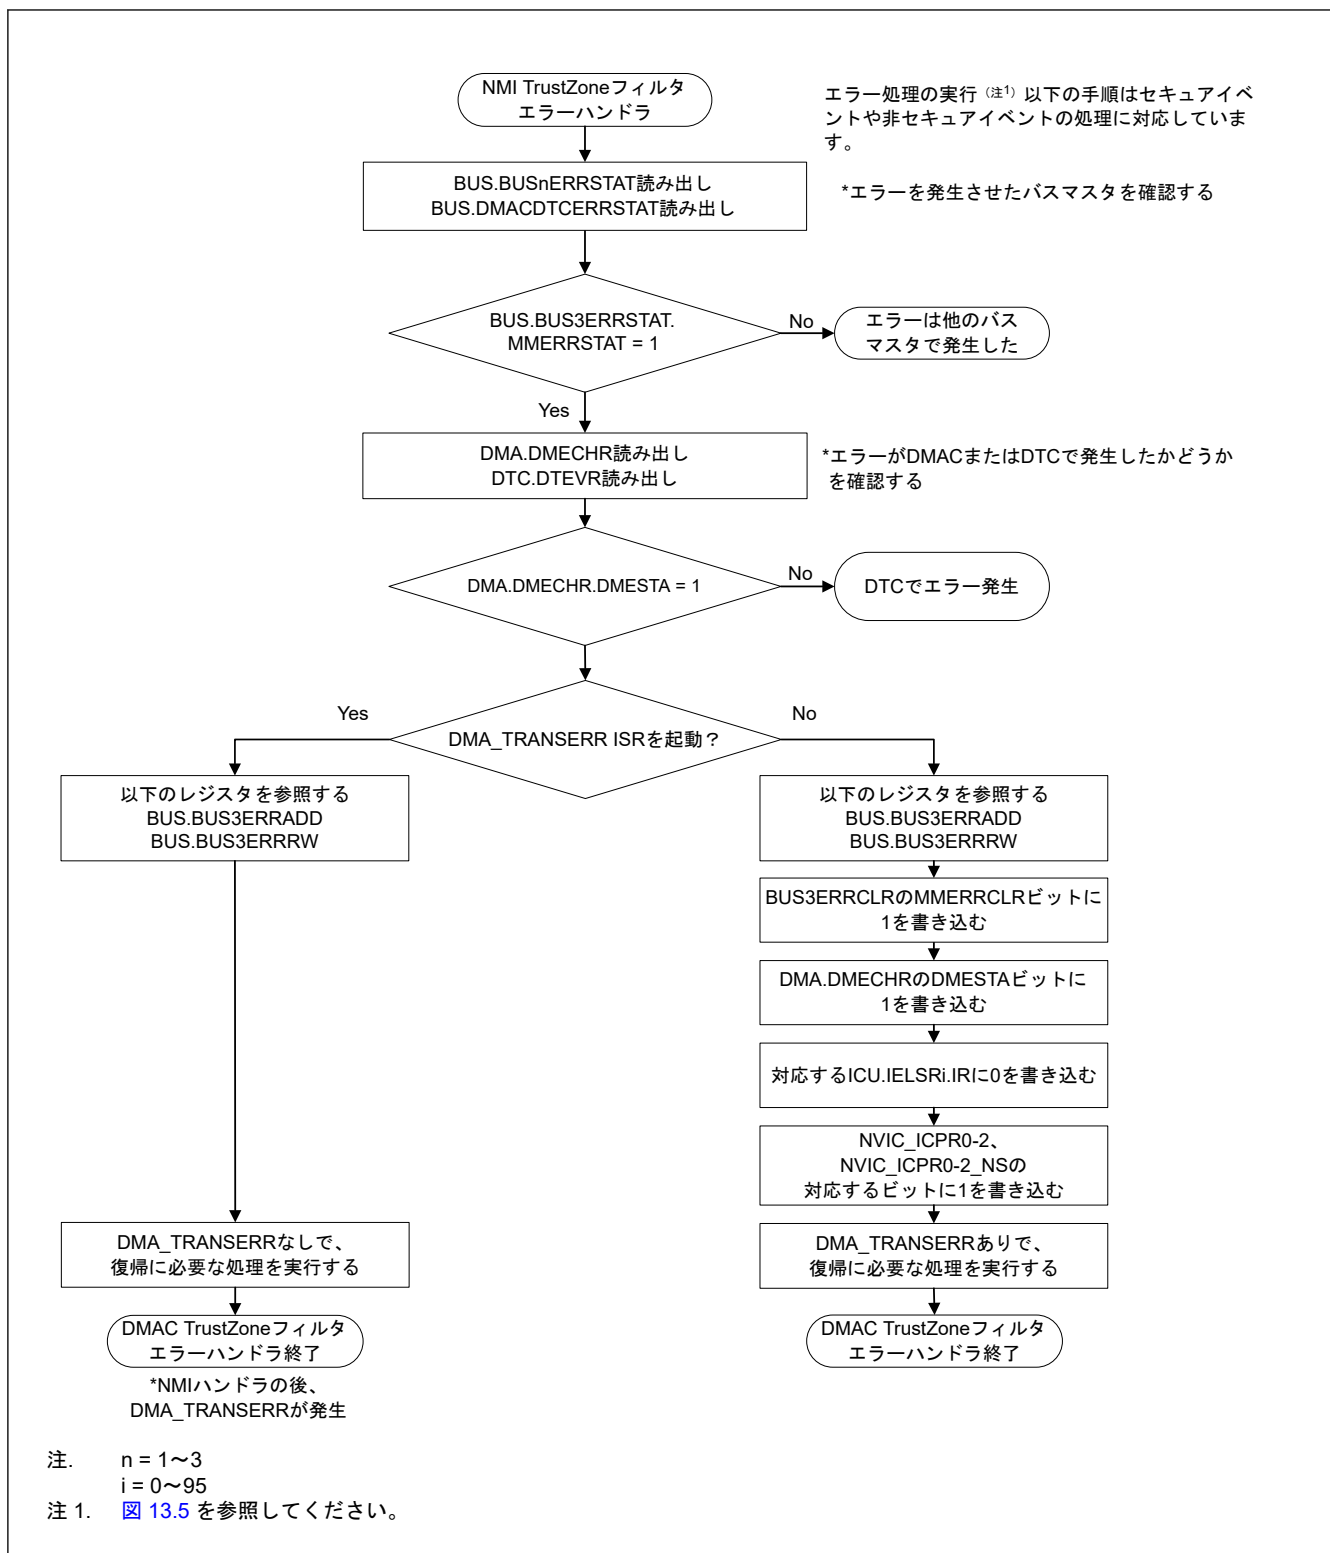 NMI TrustZoneフィルタ
エラーハンドラ
エラー処理の実行（注1）以下の手順はセキュアイベ
ントや非セキュアイベントの処理に対応していま
す。
BUS.BUSnERRSTAT読み出し
BUS.DMACDTCERRSTAT読み出し
*エラーを発生させたバスマスタを確認する
BUS.BUS3ERRSTAT.
MMERRSTAT = 1
No
エラーは他のバス
マスタで発生した
Yes
DMA.DMECHR読み出し
DTC.DTEVR読み出し
*エラーがDMACまたはDTCで発生したかどうか
を確認する
DMA.DMECHR.DMESTA = 1
No
DTCでエラー発生
Yes
No
DMA_TRANSERR ISRを起動？
以下のレジスタを参照する
BUS.BUS3ERRADD
BUS.BUS3ERRRW
以下のレジスタを参照する
BUS.BUS3ERRADD
BUS.BUS3ERRRW
BUS3ERRCLRのMMERRCLRビットに
1を書き込む
DMA.DMECHRのDMESTAビットに
1を書き込む
対応するICU.IELSRi.IRに0を書き込む
NVIC_ICPR0-2、
NVIC_ICPR0-2_NSの
対応するビットに1を書き込む
DMA_TRANSERRなしで、
復帰に必要な処理を実行する
DMA_TRANSERRありで、
復帰に必要な処理を実行する
DMAC TrustZoneフィルタ
エラーハンドラ終了
DMAC TrustZoneフィルタ
エラーハンドラ終了
*NMIハンドラの後、
DMA_TRANSERRが発生
注. n = 1～3
i = 0～95
注 1. 図 13.5 を参照してください。